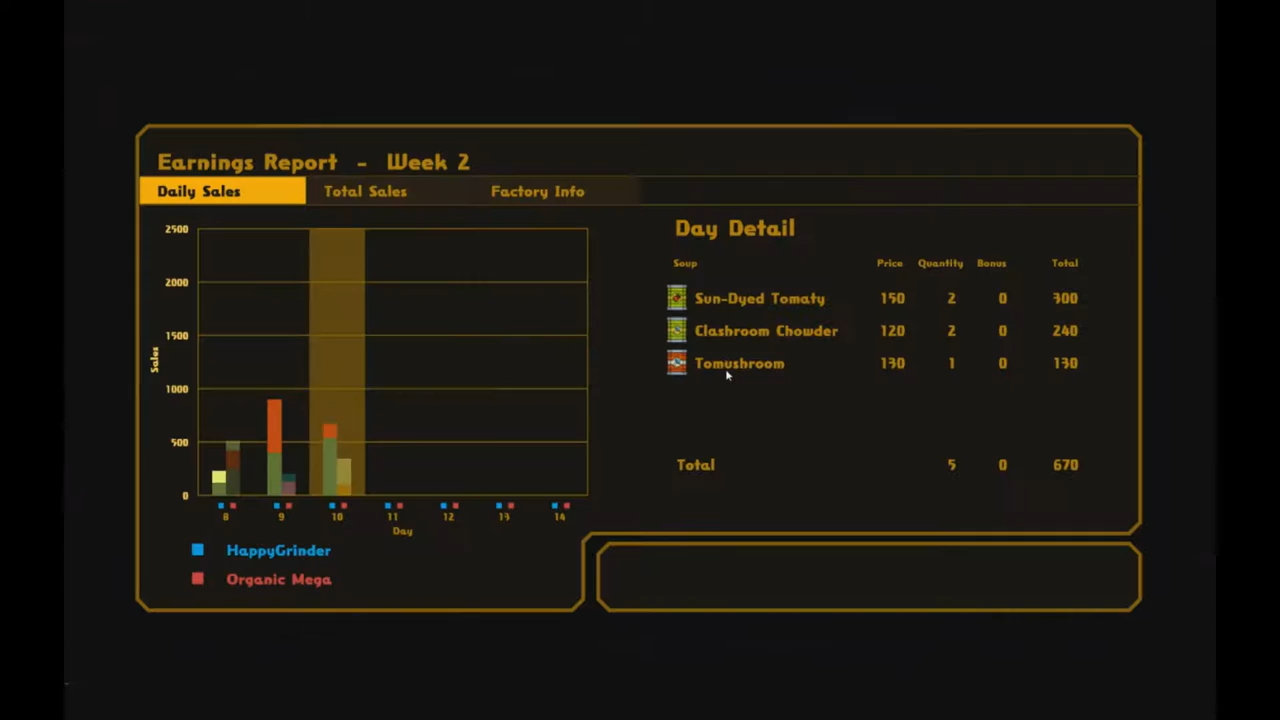 Earnings Report - Week 2
Daily Sales Total Sales Factory Info
Day Detail
Soup Price Quantity Bonus Total
Sun-Dyed Tomaty 150 2 0 300
Clashroom Chowder 120 2 0 240
Tomushroom 130 1 0 130
Total 5 0 670
2500
2000
1500
1000
500
0
Sales
8 9 10 11 12 13 14
Day
HappyGrinder
Organic Mega